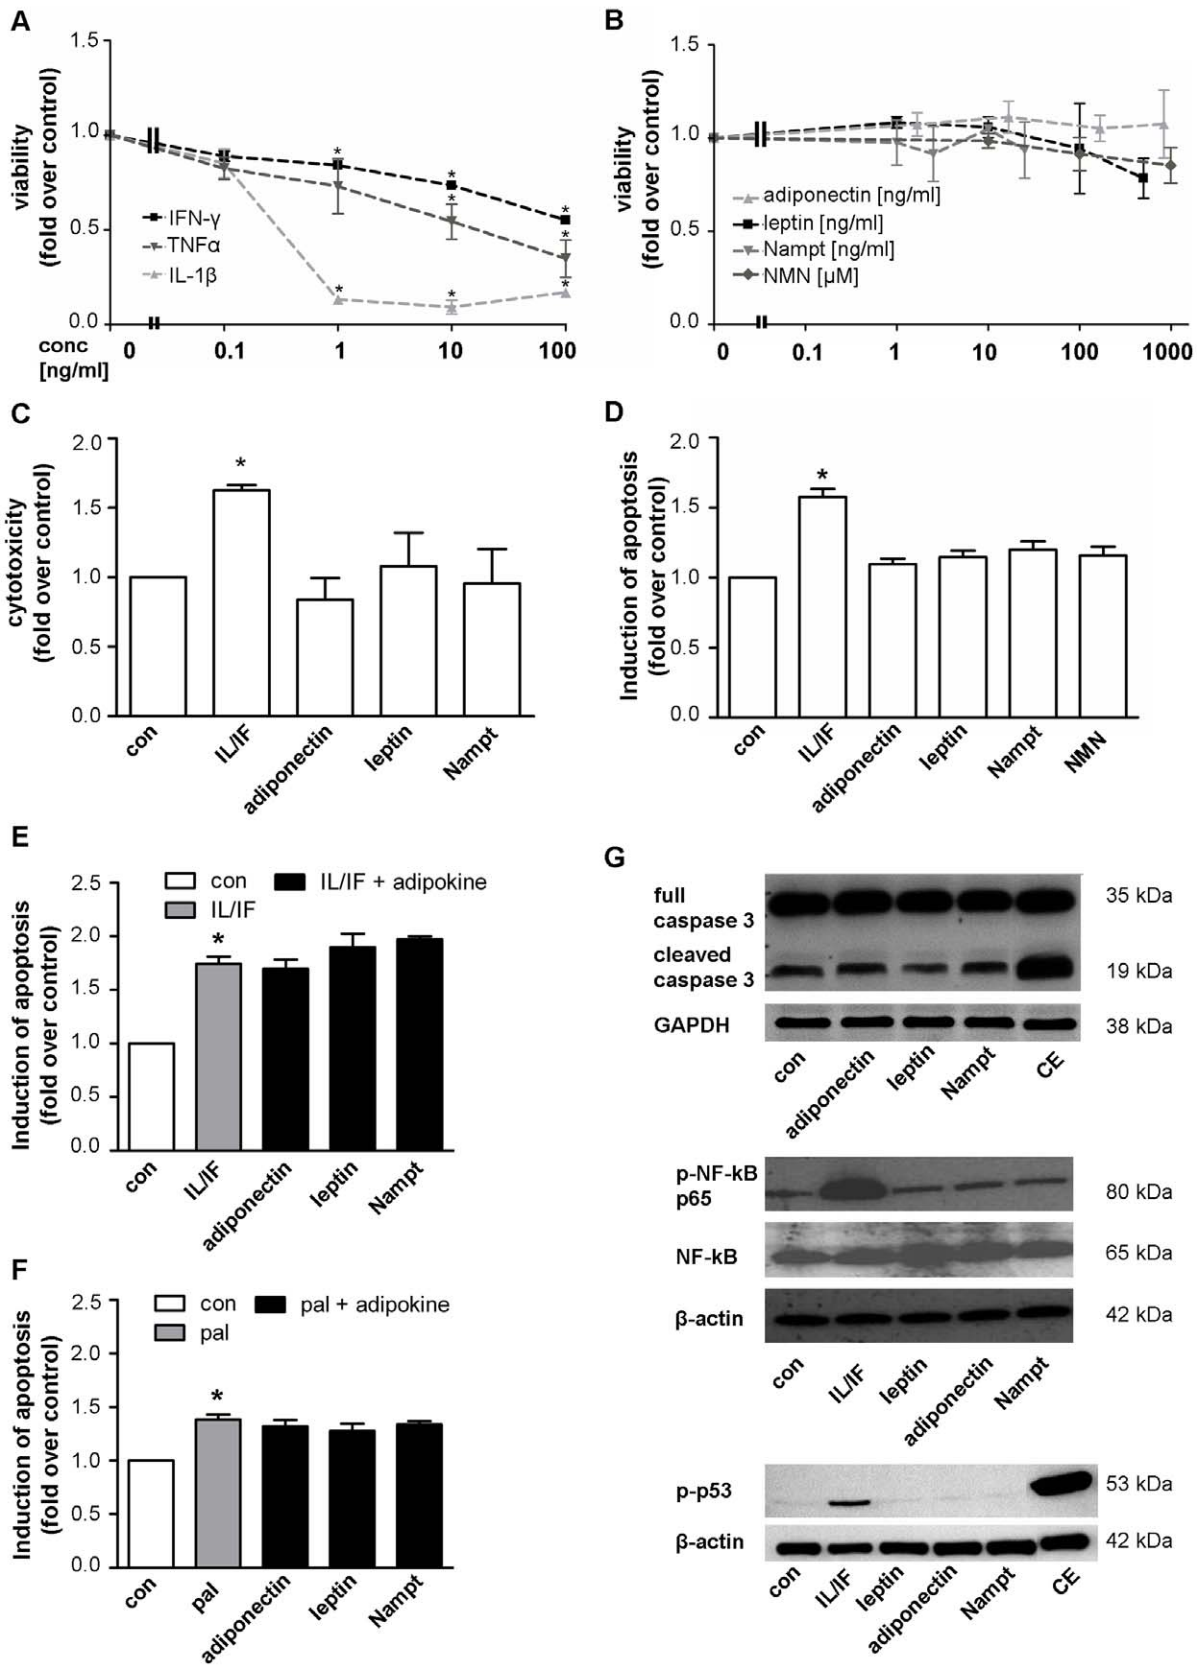 A
viability
(fold over control)
1.5
1.0
0.5
0.0
IFN-γ
TNFα
IL-1β
* * * * * * * *
conc
[ng/ml]
0 0.1 1 10 100
B
viability
(fold over control)
1.5
1.0
0.5
0.0
adiponectin [ng/ml]
leptin [ng/ml]
Nampt [ng/ml]
NMN [µM]
0 0.1 1 10 100 1000
C
cytotoxicity
(fold over control)
2.0
1.5
1.0
0.5
0.0
*
con IL/IF adiponectin leptin Nampt
D
Induction of apoptosis
(fold over control)
2.0
1.5
1.0
0.5
0.0
*
con IL/IF adiponectin leptin Nampt NMN
E
Induction of apoptosis
(fold over control)
2.5
2.0
1.5
1.0
0.5
0.0
con IL/IF + adipokine
IL/IF
*
con IL/IF adiponectin leptin Nampt
F
Induction of apoptosis
(fold over control)
2.5
2.0
1.5
1.0
0.5
0.0
con pal + adipokine
pal
*
con pal adiponectin leptin Nampt
G
full
caspase 3
35 kDa
cleaved
caspase 3
19 kDa
GAPDH 38 kDa
con adiponectin leptin Nampt CE
p-NF-kB
p65
80 kDa
NF-kB 65 kDa
β-actin 42 kDa
con IL/IF leptin adiponectin Nampt
p-p53 53 kDa
β-actin 42 kDa
con IL/IF leptin adiponectin Nampt CE